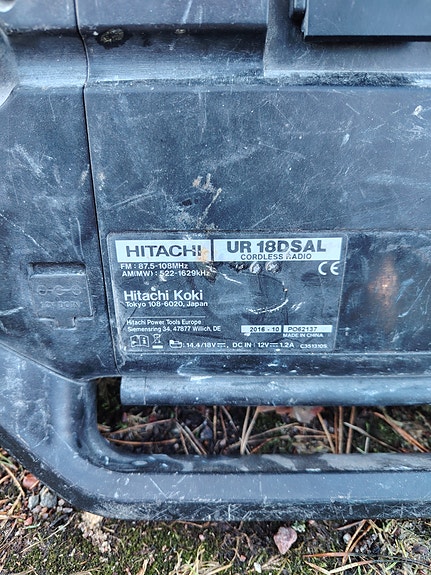 HITACHI UR 18DSAL
CORDLESS RADIO
FM : 87.5-108MHz
AM(MW) : 522-1629kHz
CE
Hitachi Koki
Tokyo 108-6020, Japan
Hitachi Power Tools Europe
Siemensring 34, 47877 Willich, DE
2016 - 10 PO62137
MADE IN CHINA
14.4/18V DC IN : 12V 1.2A